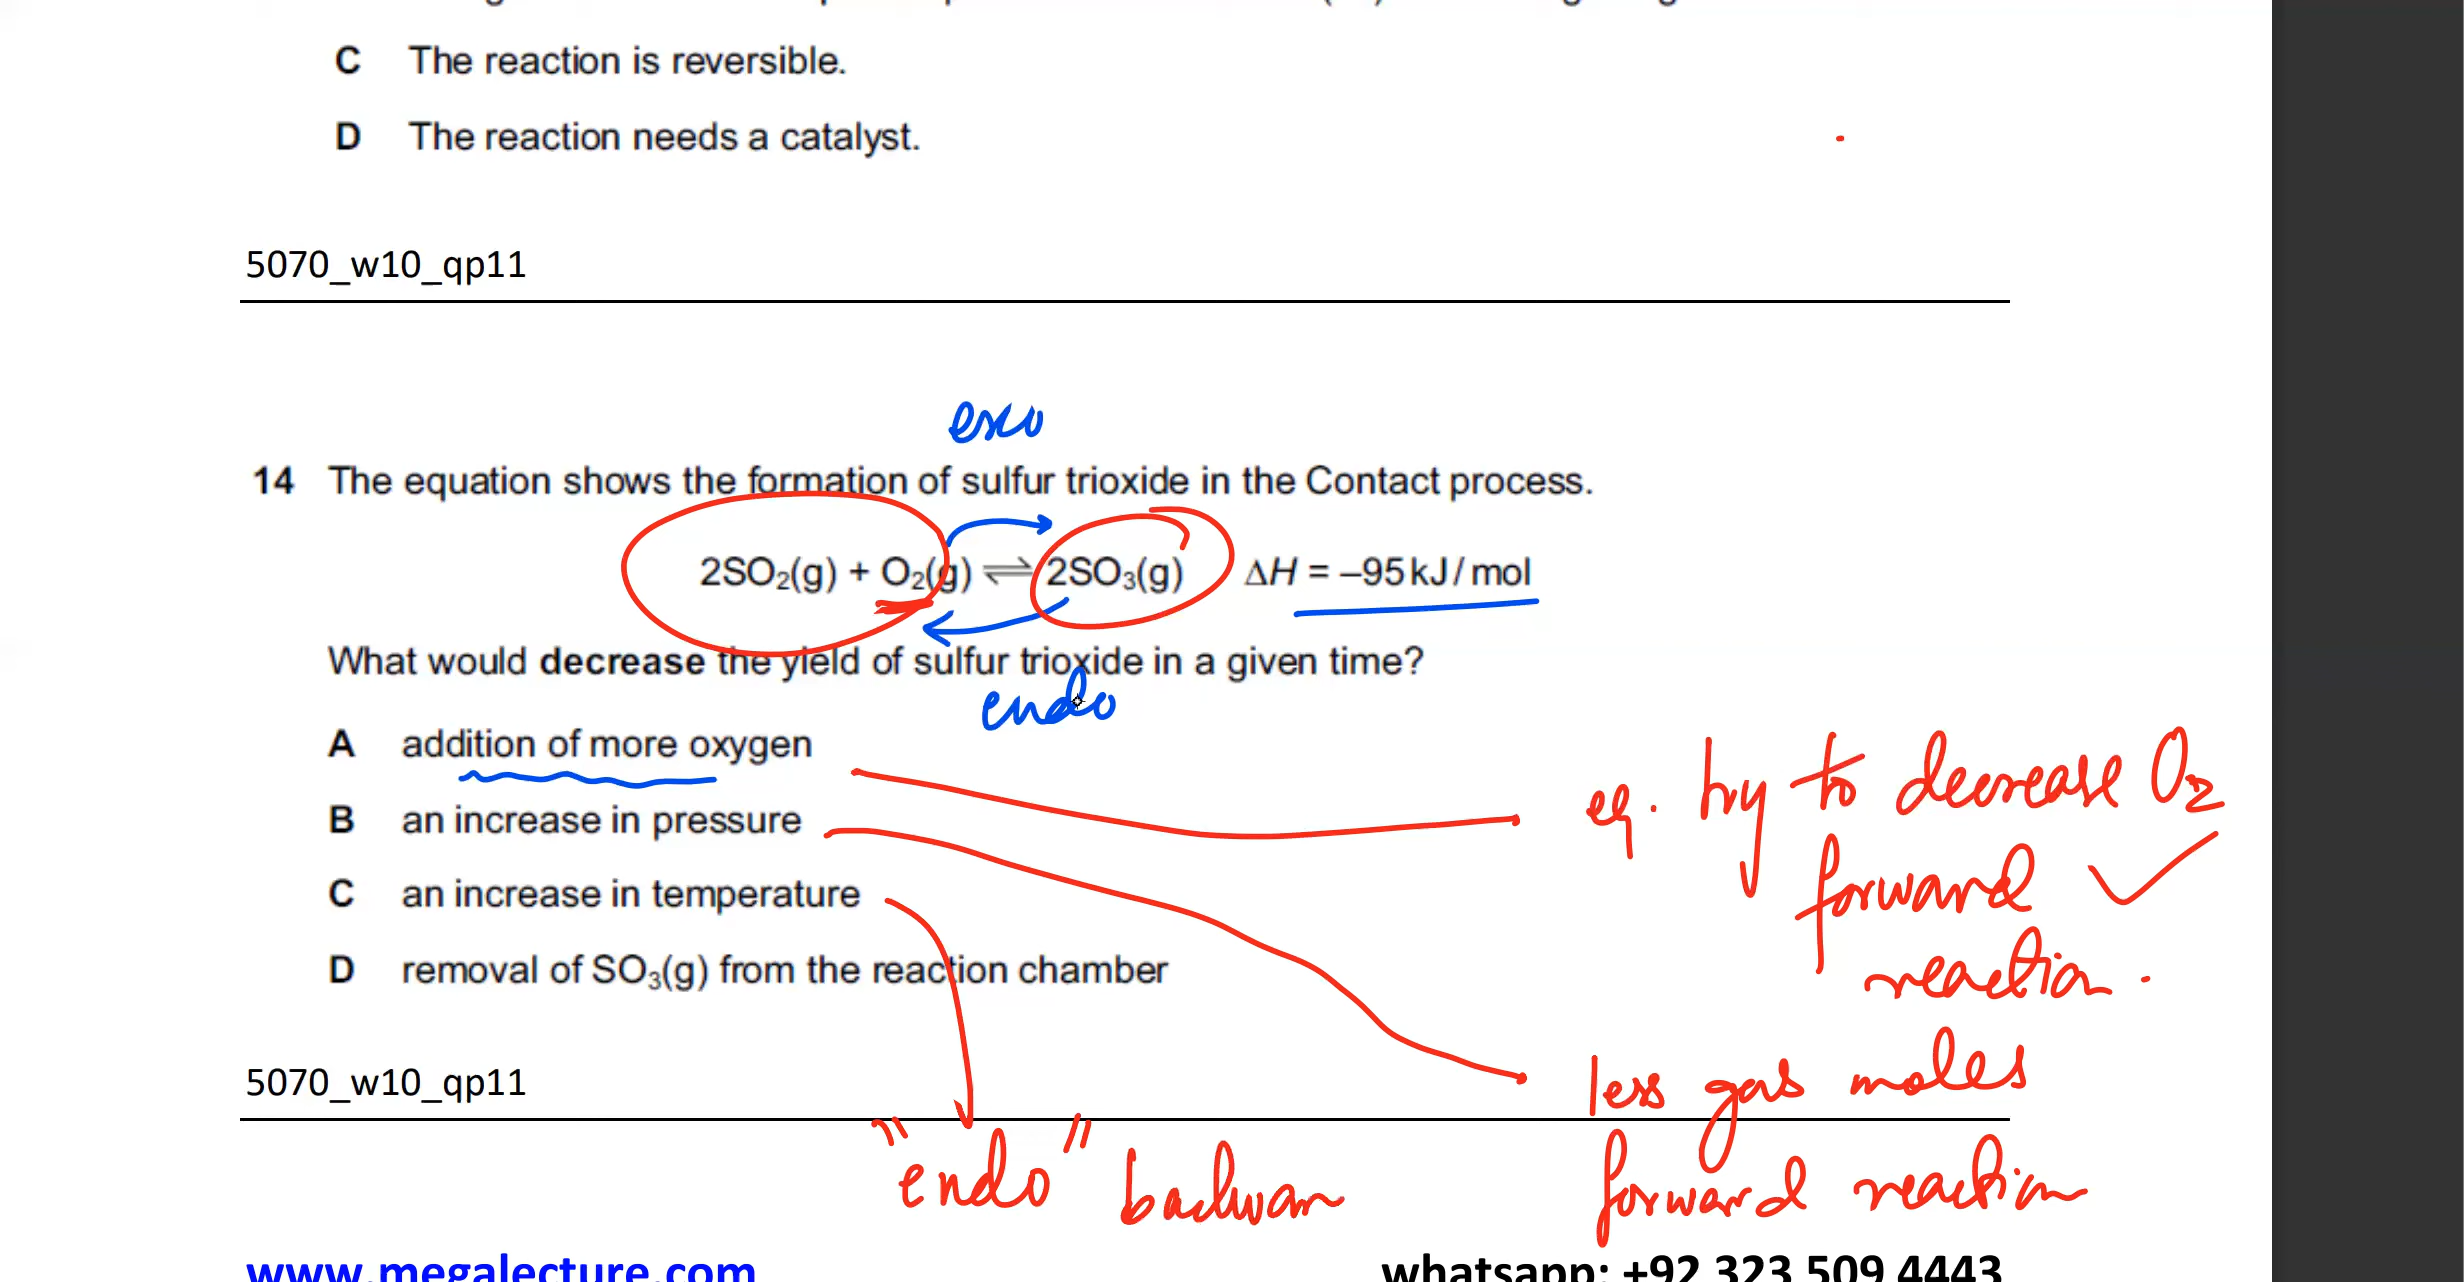 C The reaction is reversible.
D The reaction needs a catalyst.
5070_w10_qp11
exo
14 The equation shows the formation of sulfur trioxide in the Contact process.
2SO₂(g) + O₂(g) ⇌ 2SO₃(g) ΔH = –95 kJ / mol
What would decrease the yield of sulfur trioxide in a given time?
endo
A addition of more oxygen
B an increase in pressure
C an increase in temperature
D removal of SO₃(g) from the reaction chamber
eq. try to decrease O₂
forward ✓
reaction.
5070_w10_qp11
less gas moles
forward reaction
"endo" backwar
www.megalecture.com
whatsapp: +92 323 509 4443